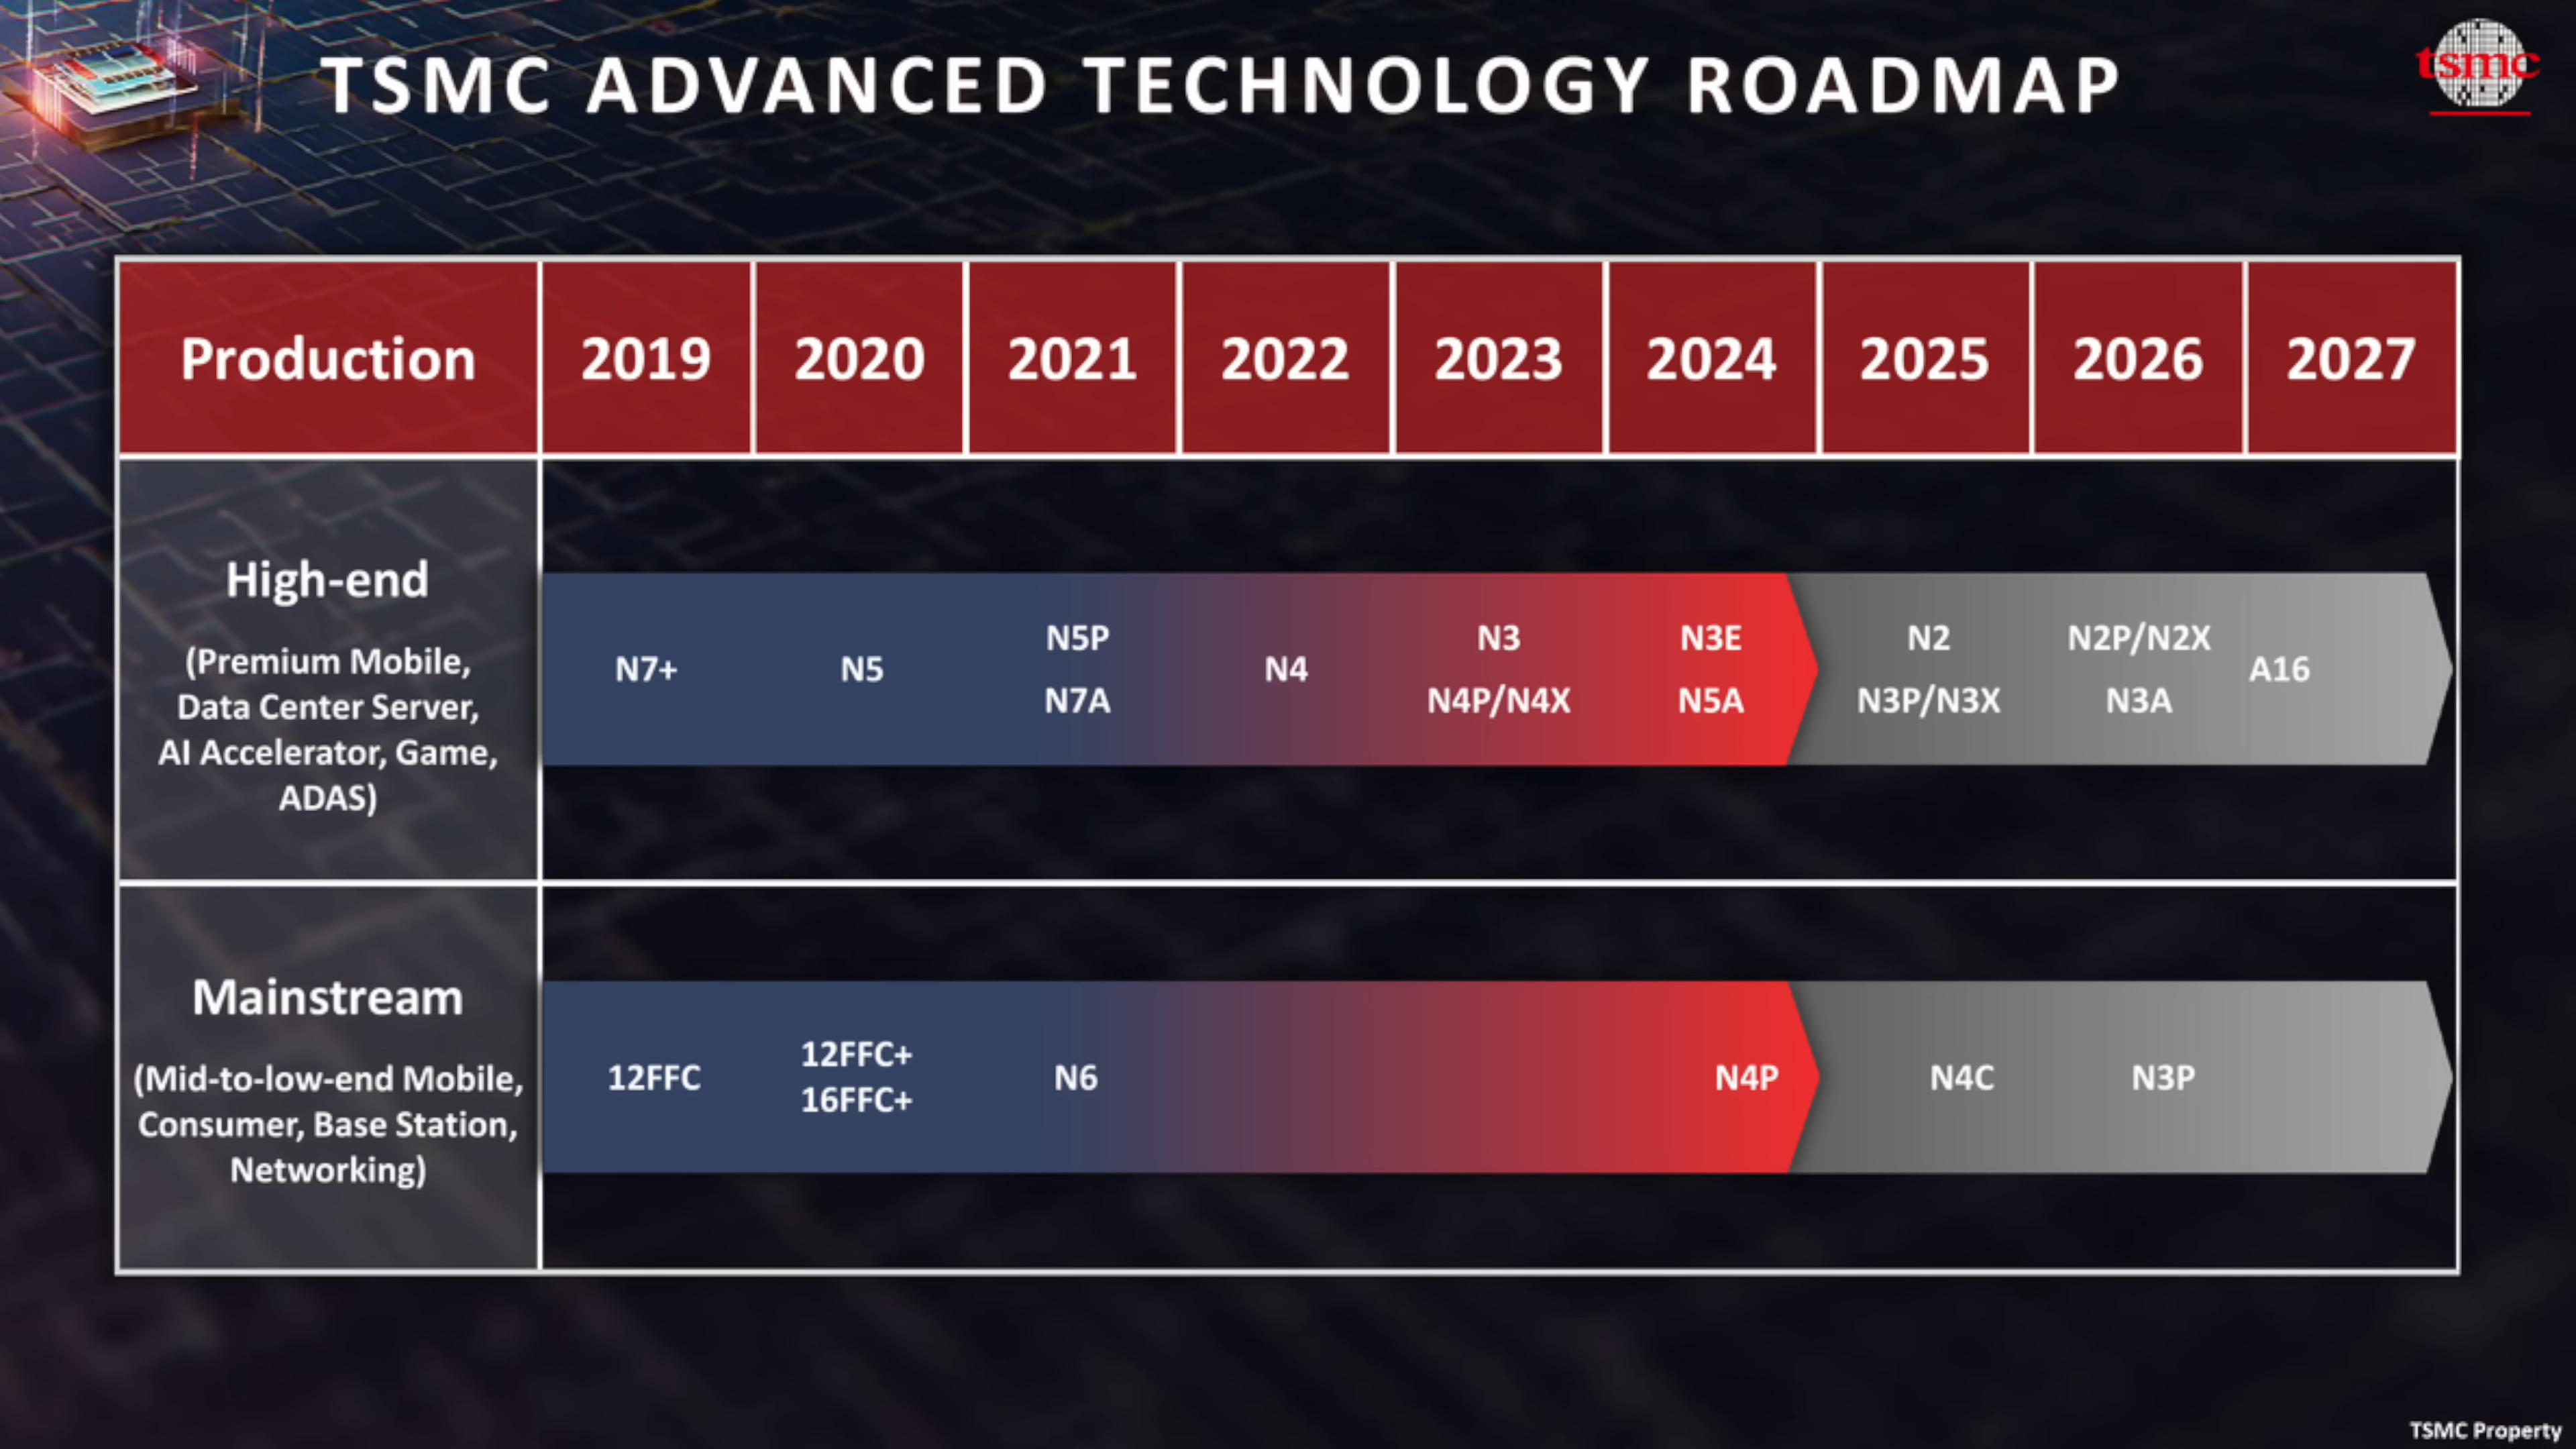 TSMC ADVANCED TECHNOLOGY ROADMAP
tsmc
Production 2019 2020 2021 2022 2023 2024 2025 2026 2027
High-end
(Premium Mobile,
Data Center Server,
AI Accelerator, Game,
ADAS)
N7+
N5
N5P
N7A
N4
N3
N4P/N4X
N3E
N5A
N2
N3P/N3X
N2P/N2X
N3A
A16
Mainstream
(Mid-to-low-end Mobile,
Consumer, Base Station,
Networking)
12FFC
12FFC+
16FFC+
N6
N4P
N4C
N3P
TSMC Property